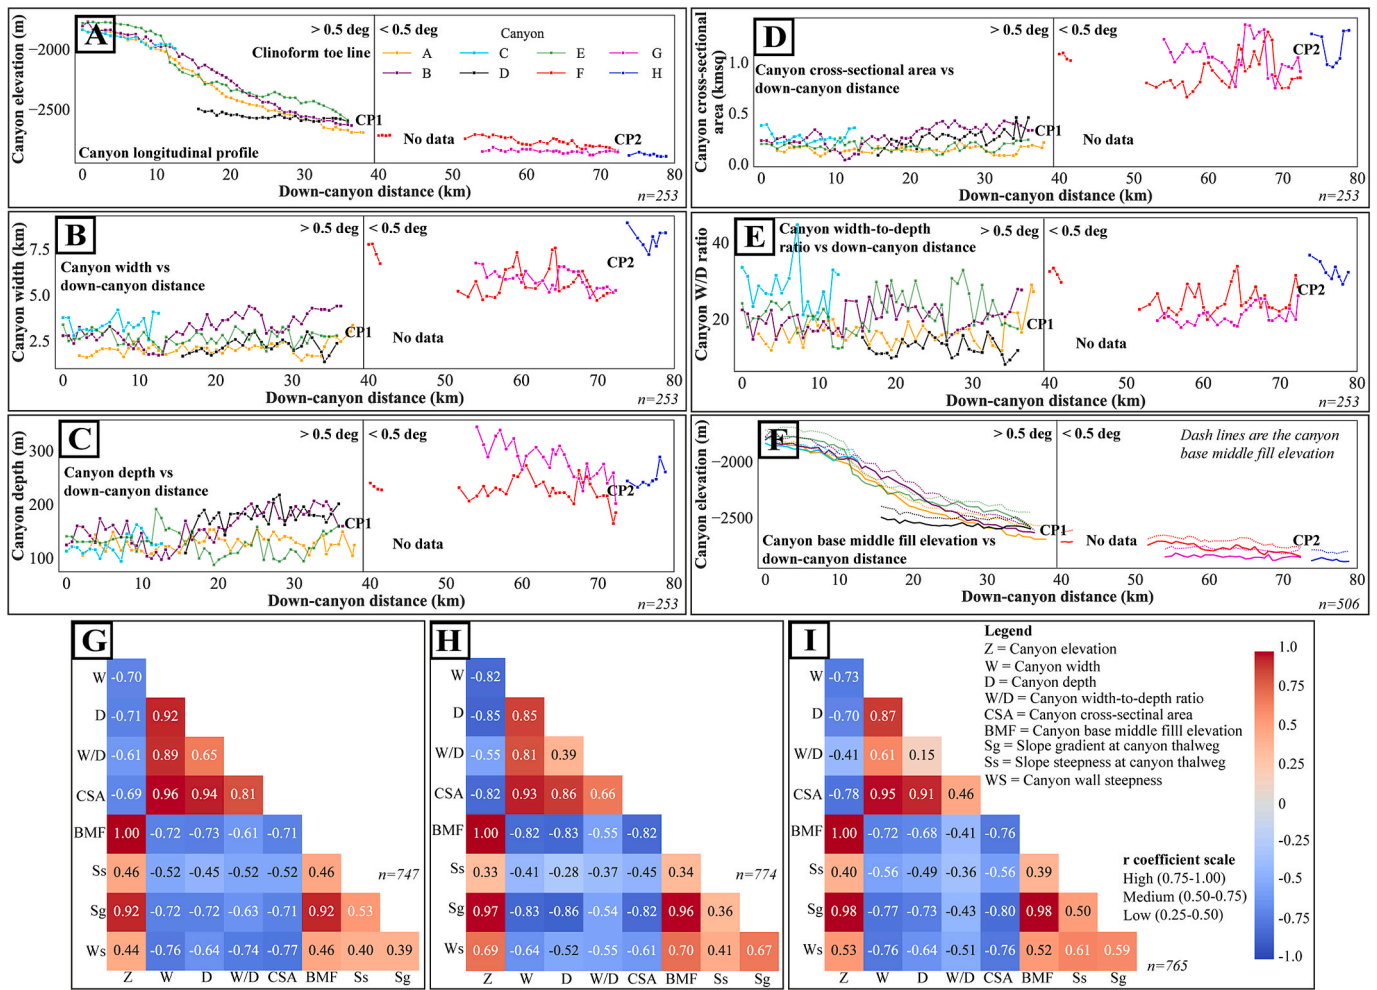 A
> 0.5 deg
< 0.5 deg
Canyon
Clinoform toe line
A
C
E
G
B
D
F
H
Canyon elevation (m)
−2000
−2500
CP1
No data
CP2
Canyon longitudinal profile
0
10
20
30
40
50
60
70
80
Down-canyon distance (km)
n=253
D
> 0.5 deg
< 0.5 deg
Canyon cross-sectional
area (kmsq)
1.0
0.5
0.0
Canyon cross-sectional area vs
down-canyon distance
CP2
CP1
No data
0
10
20
30
40
50
60
70
80
Down-canyon distance (km)
n=253
B
> 0.5 deg
< 0.5 deg
Canyon width (km)
7.5
5.0
2.5
Canyon width vs
down-canyon distance
CP2
CP1
No data
0
10
20
30
40
50
60
70
80
Down-canyon distance (km)
n=253
E
Canyon width-to-depth
ratio vs down-canyon distance
> 0.5 deg
< 0.5 deg
Canyon W/D ratio
40
20
CP2
CP1
No data
0
10
20
30
40
50
60
70
80
Down-canyon distance (km)
n=253
C
> 0.5 deg
< 0.5 deg
Canyon depth (m)
300
200
100
Canyon depth vs
down-canyon distance
CP2
CP1
No data
0
10
20
30
40
50
60
70
80
Down-canyon distance (km)
n=253
F
> 0.5 deg
< 0.5 deg
Dash lines are the canyon
base middle fill elevation
Canyon elevation (m)
−2000
−2500
CP1
No data
CP2
Canyon base middle fill elevation vs
down-canyon distance
0
10
20
30
40
50
60
70
80
Down-canyon distance (km)
n=506
G
W -0.70
D -0.71 0.92
W/D -0.61 0.89 0.65
CSA -0.69 0.96 0.94 0.81
BMF 1.00 -0.72 -0.73 -0.61 -0.71
Ss 0.46 -0.52 -0.45 -0.52 -0.52 0.46
n=747
Sg 0.92 -0.72 -0.72 -0.63 -0.71 0.92 0.53
Ws 0.44 -0.76 -0.64 -0.74 -0.77 0.46 0.40 0.39
Z W D W/D CSA BMF Ss Sg
H
W -0.82
D -0.85 0.85
W/D -0.55 0.81 0.39
CSA -0.82 0.93 0.86 0.66
BMF 1.00 -0.82 -0.83 -0.55 -0.82
Ss 0.33 -0.41 -0.28 -0.37 -0.45 0.34
n=774
Sg 0.97 -0.83 -0.86 -0.54 -0.82 0.96 0.36
Ws 0.69 -0.64 -0.52 -0.55 -0.61 0.70 0.41 0.67
Z W D W/D CSA BMF Ss Sg
I
W -0.73
D -0.70 0.87
W/D -0.41 0.61 0.15
CSA -0.78 0.95 0.91 0.46
BMF 1.00 -0.72 -0.68 -0.41 -0.76
Ss 0.40 -0.56 -0.49 -0.36 -0.56 0.39
Sg 0.98 -0.77 -0.73 -0.43 -0.80 0.98 0.50
Ws 0.53 -0.76 -0.64 -0.51 -0.76 0.52 0.61 0.59
Z W D W/D CSA BMF Ss Sg
n=765
Legend
Z = Canyon elevation
W = Canyon width
D = Canyon depth
W/D = Canyon width-to-depth ratio
CSA = Canyon cross-sectinal area
BMF = Canyon base middle filll elevation
Sg = Slope gradient at canyon thalweg
Ss = Slope steepness at canyon thalweg
WS = Canyon wall steepness
r coefficient scale
High (0.75-1.00)
Medium (0.50-0.75)
Low (0.25-0.50)
1.0
0.75
0.5
0.25
0
-0.25
-0.5
-0.75
-1.0